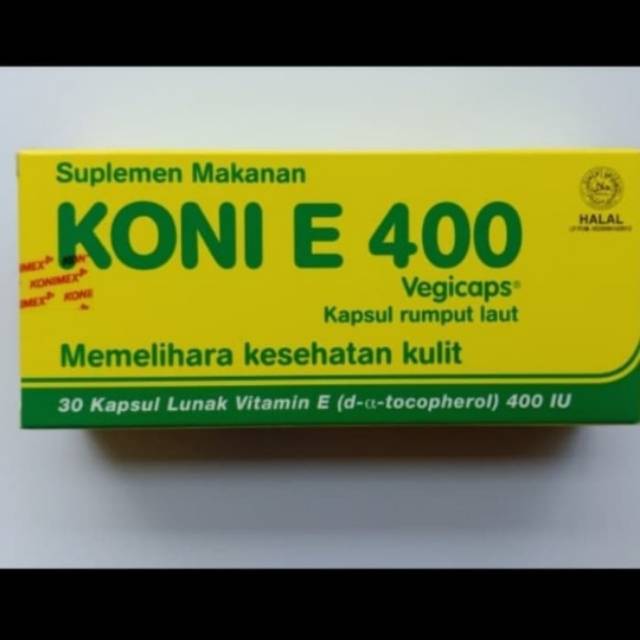 Suplemen Makanan
KONI E 400
Vegicaps®
Kapsul rumput laut
HALAL
KONIMEX
Memelihara kesehatan kulit
30 Kapsul Lunak Vitamin E (d-α-tocopherol) 400 IU